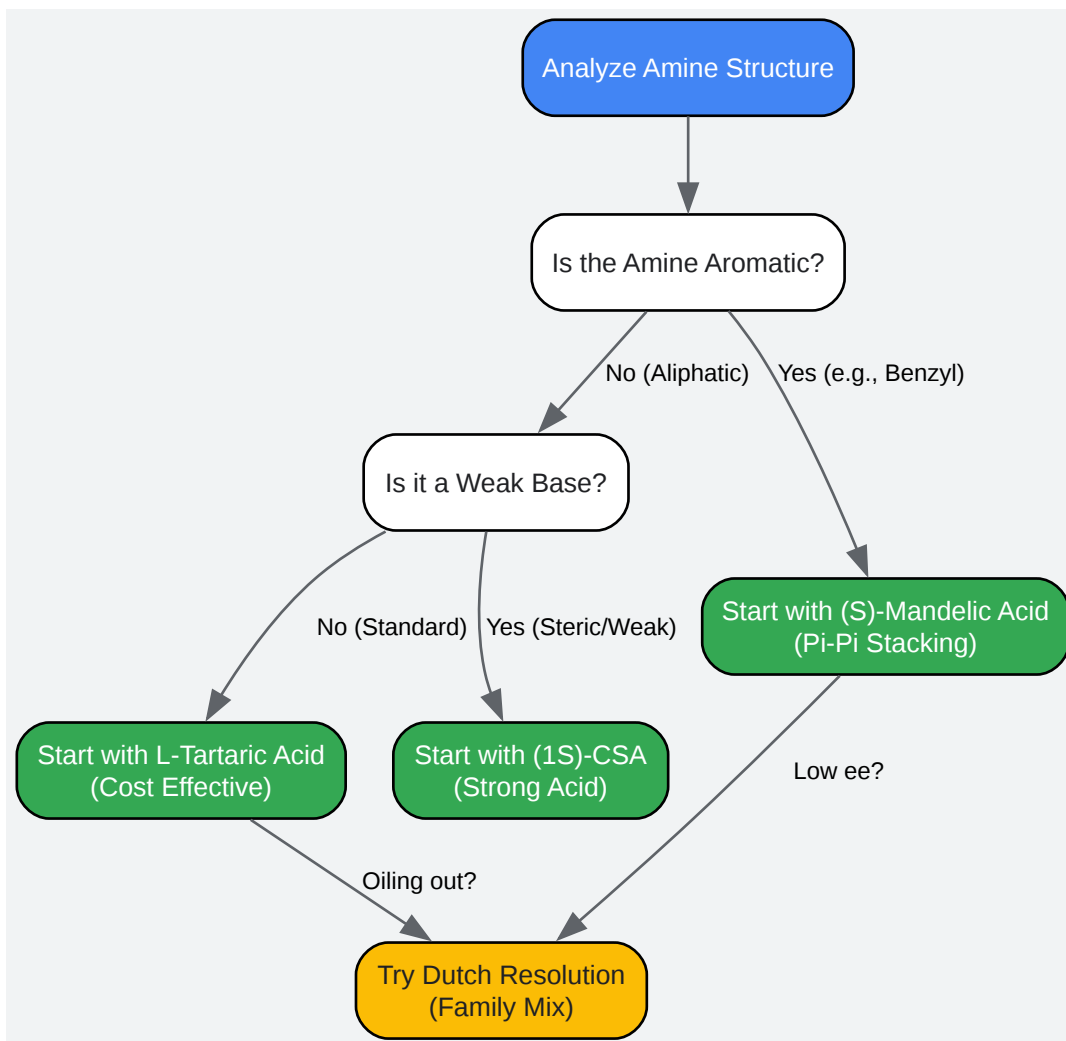 Analyze Amine Structure
Is the Amine Aromatic?
No (Aliphatic)
Yes (e.g., Benzyl)
Is it a Weak Base?
Start with (S)-Mandelic Acid
(Pi-Pi Stacking)
No (Standard)
Yes (Steric/Weak)
Start with L-Tartaric Acid
(Cost Effective)
Start with (1S)-CSA
(Strong Acid)
Low ee?
Oiling out?
Try Dutch Resolution
(Family Mix)